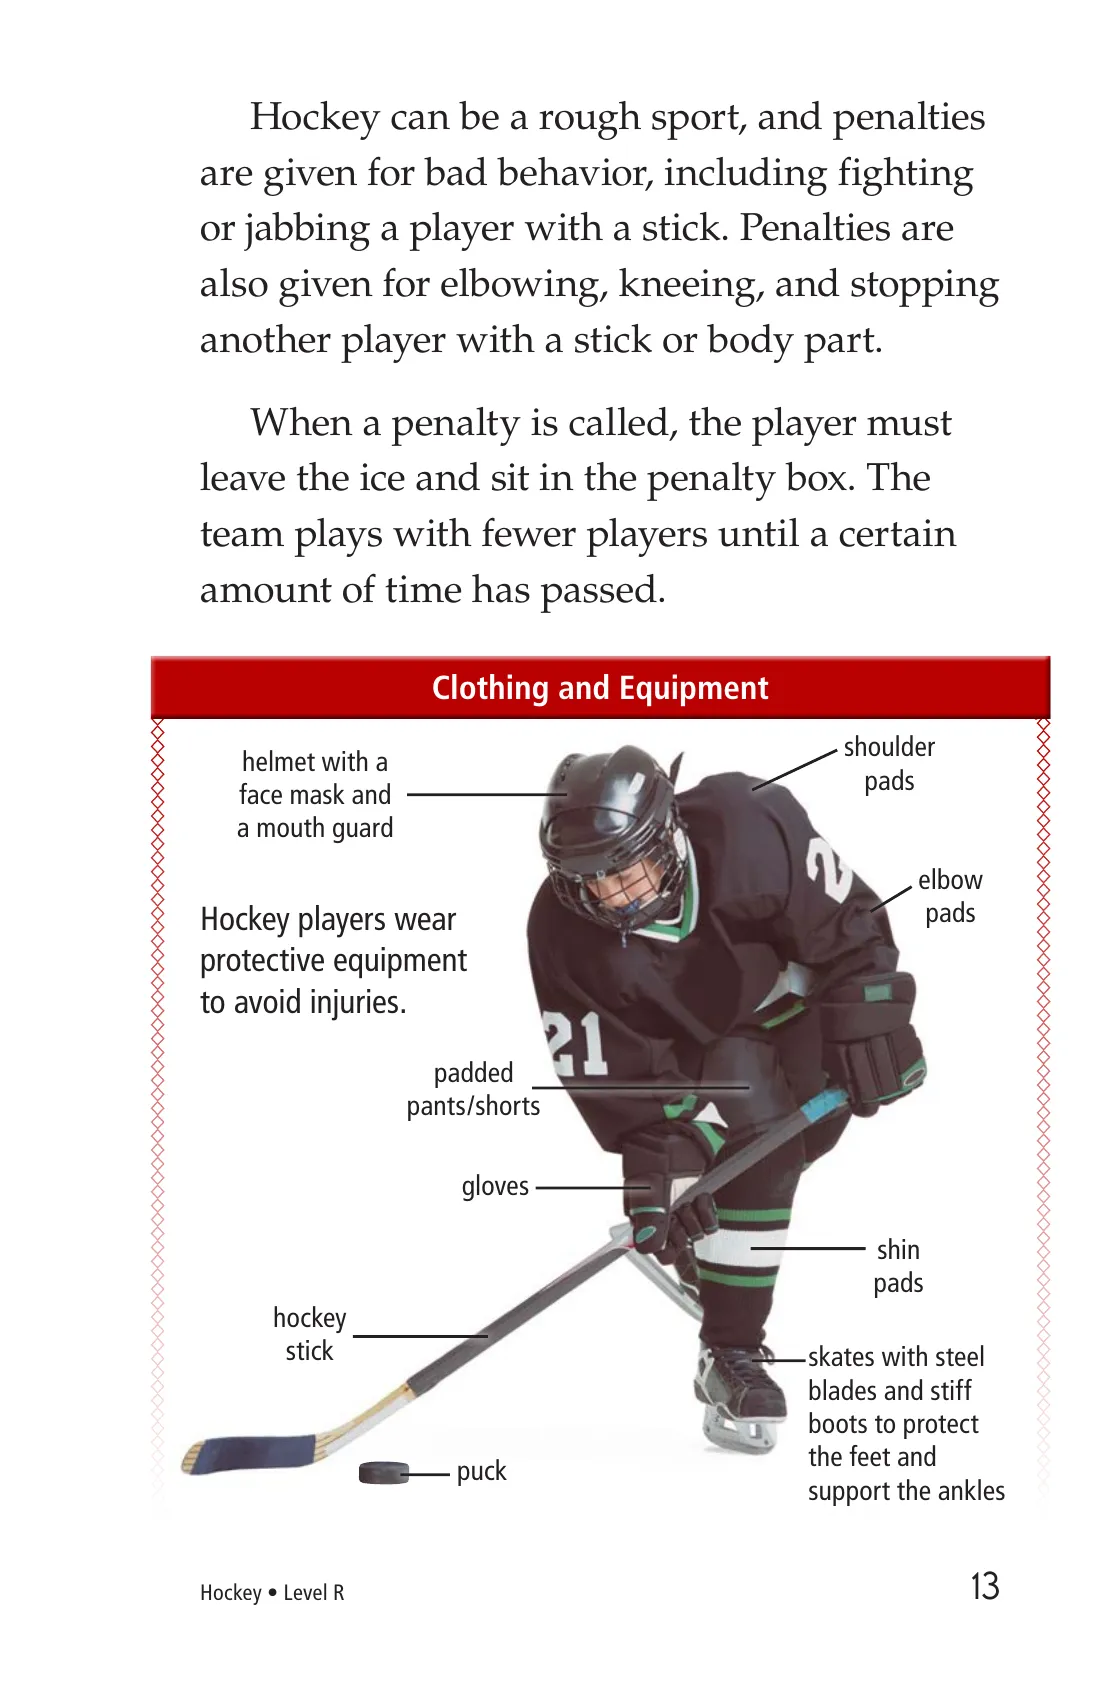 Hockey can be a rough sport, and penalties
are given for bad behavior, including fighting
or jabbing a player with a stick. Penalties are
also given for elbowing, kneeing, and stopping
another player with a stick or body part.
When a penalty is called, the player must
leave the ice and sit in the penalty box. The
team plays with fewer players until a certain
amount of time has passed.
Clothing and Equipment
helmet with a
face mask and
a mouth guard
shoulder
pads
elbow
pads
Hockey players wear
protective equipment
to avoid injuries.
21
2
padded
pants/shorts
gloves
shin
pads
hockey
stick
skates with steel
blades and stiff
boots to protect
the feet and
support the ankles
puck
Hockey • Level R
13